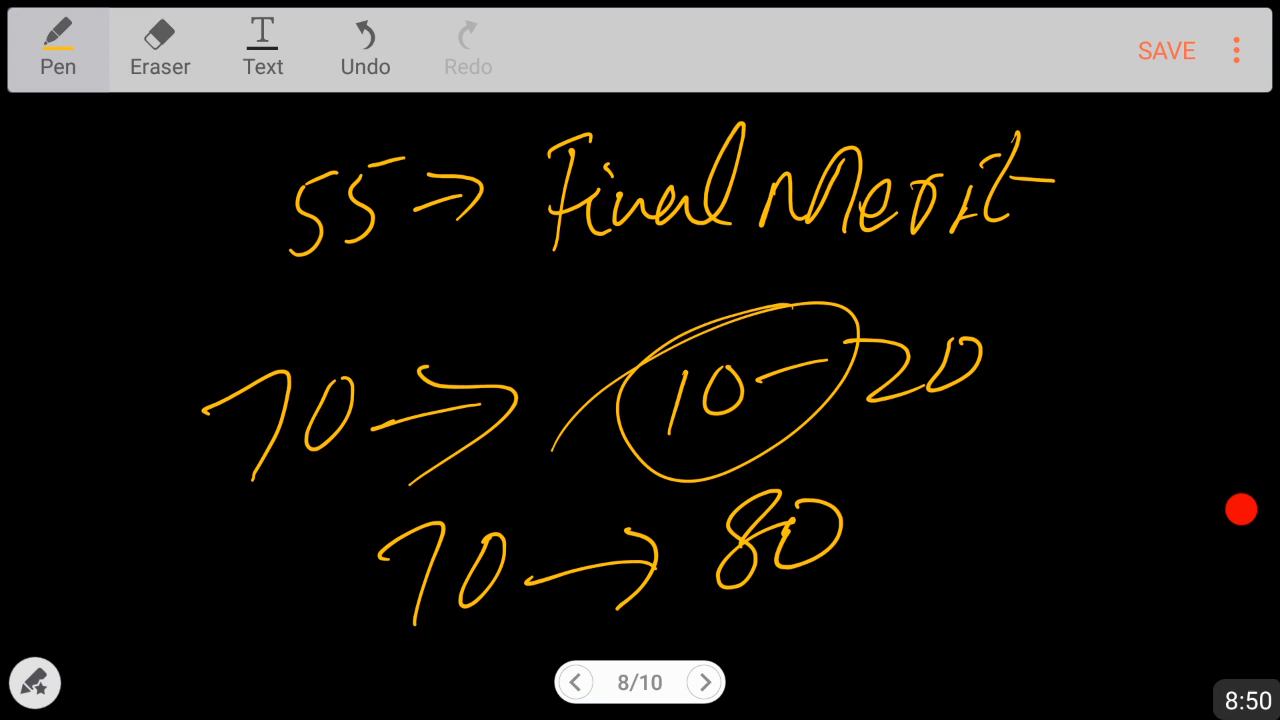 Pen Eraser Text Undo Redo SAVE
55 → Final Merit
70 → 10-20
70 → 80
8/10
8:50